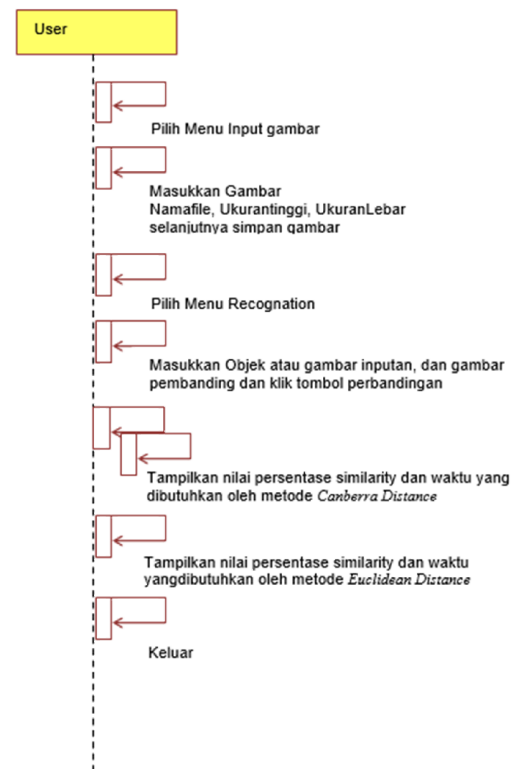 User
Pilih Menu Input gambar
Masukkan Gambar
Namafile, Ukurantinggi, UkuranLebar
selanjutnya simpan gambar
Pilih Menu Recognation
Masukkan Objek atau gambar inputan, dan gambar
pembanding dan klik tombol perbandingan
Tampilkan nilai persentase similarity dan waktu yang
dibutuhkan oleh metode Canberra Distance
Tampilkan nilai persentase similarity dan waktu
yangdibutuhkan oleh metode Euclidean Distance
Keluar